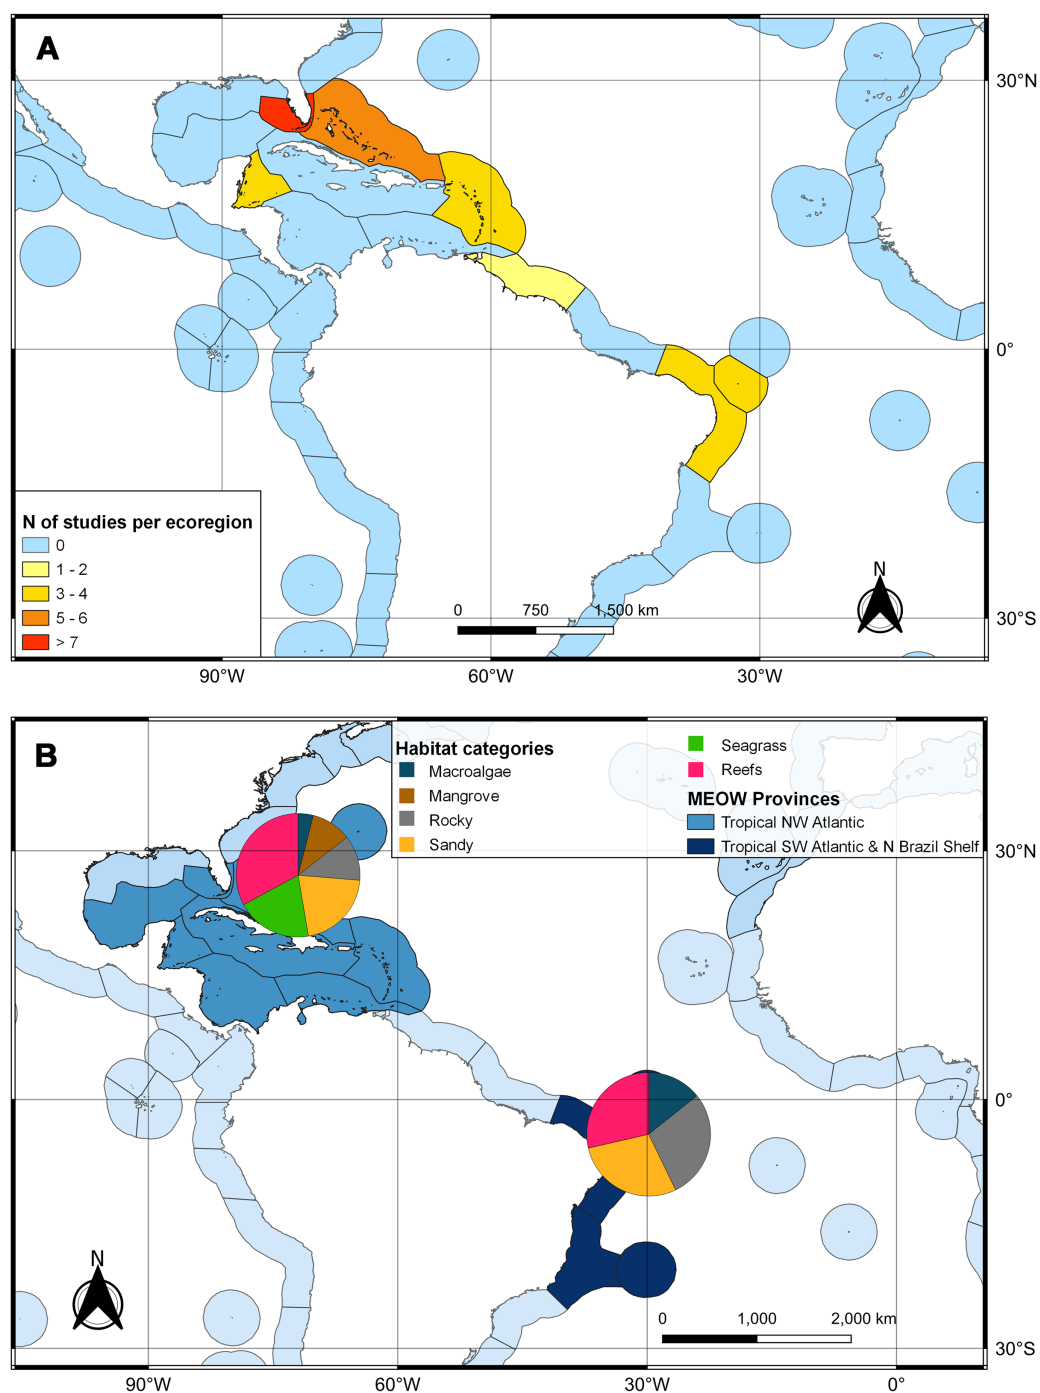 A
30°N
0°
30°S
N of studies per ecoregion
0
1 - 2
3 - 4
5 - 6
> 7
0 750 1,500 km
N
90°W 60°W 30°W
B
Habitat categories
Macroalgae
Mangrove
Rocky
Sandy
Seagrass
Reefs
MEOW Provinces
Tropical NW Atlantic
Tropical SW Atlantic & N Brazil Shelf
30°N
0°
30°S
N
0 1,000 2,000 km
90°W 60°W 30°W 0°